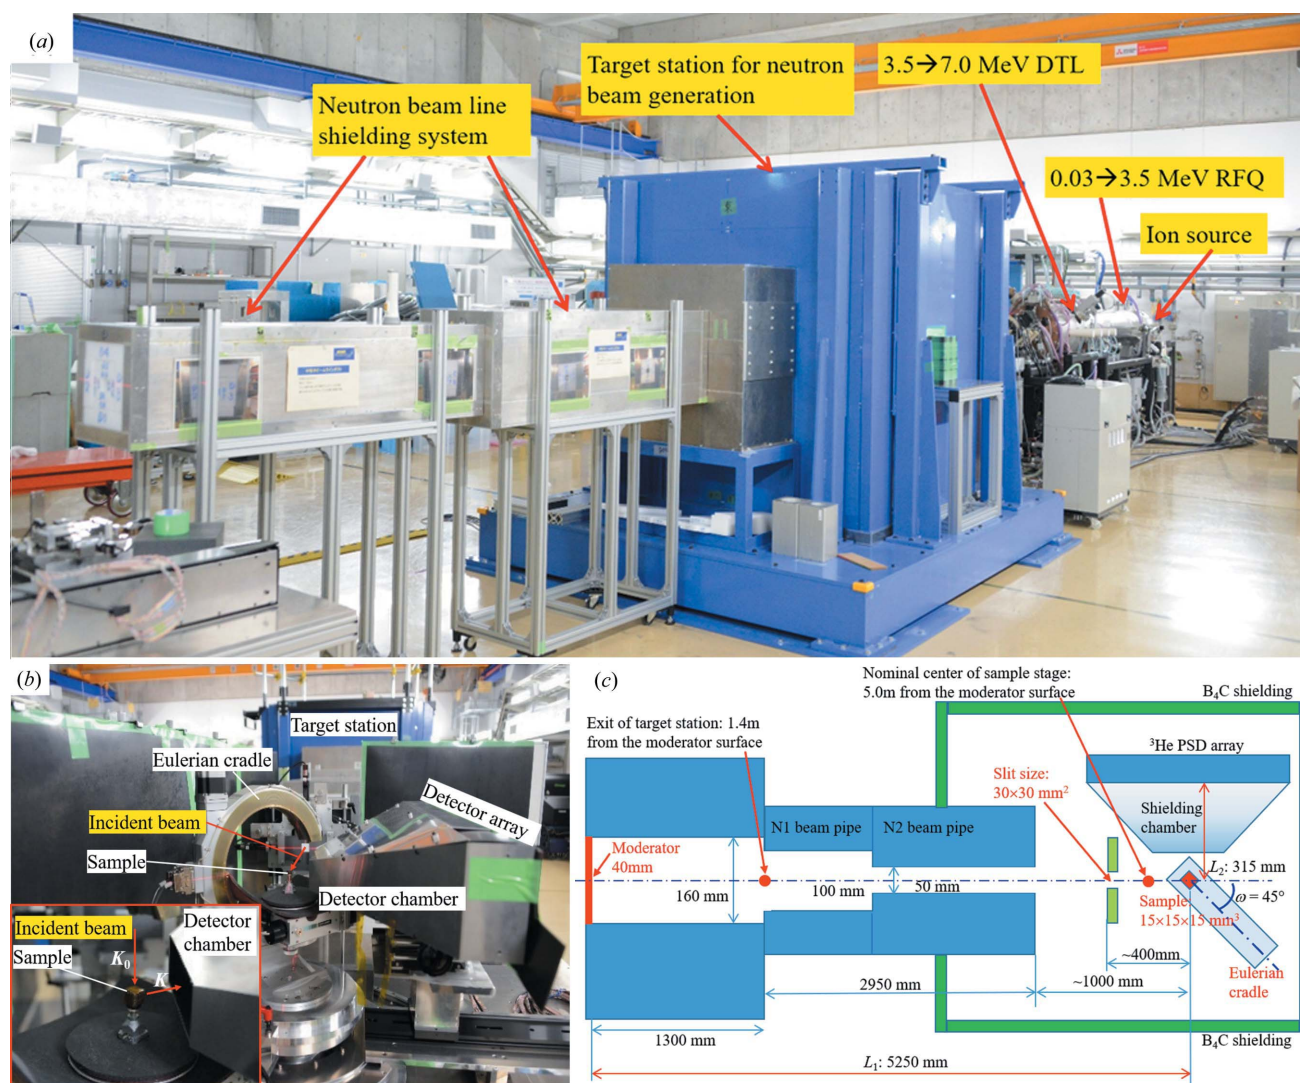 (a)
Neutron beam line
shielding system
Target station for neutron
beam generation
3.5→7.0 MeV DTL
0.03→3.5 MeV RFQ
Ion source
(b)
Target station
Eulerian cradle
Incident beam
Sample
Detector array
Detector chamber
Incident beam
Sample
K₀
K
Detector
chamber
(c)
Nominal center of sample stage:
5.0m from the moderator surface
B₄C shielding
Exit of target station: 1.4m
from the moderator surface
³He PSD array
Slit size:
30×30 mm²
Shielding
chamber
N1 beam pipe
N2 beam pipe
Moderator
40mm
160 mm
100 mm
50 mm
L₂: 315 mm
Sample
15×15×15 mm³
ω = 45°
~400mm
Eulerian
cradle
2950 mm
~1000 mm
1300 mm
B₄C shielding
L₁: 5250 mm